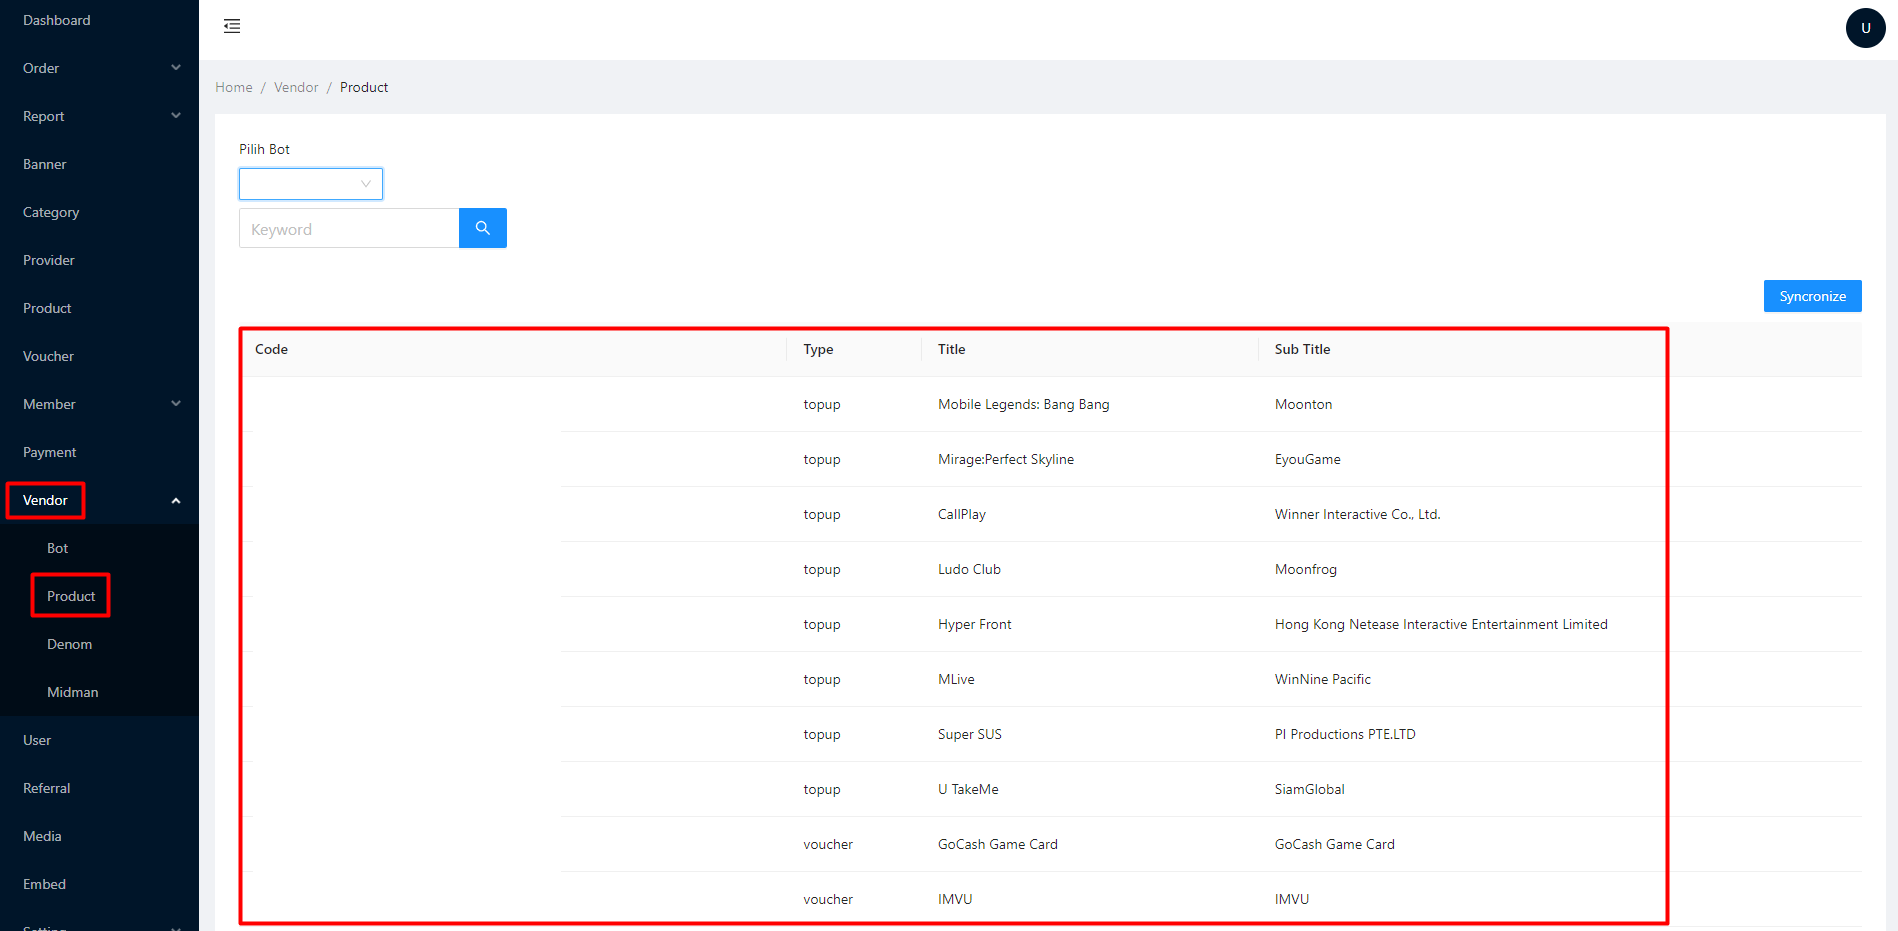 Dashboard
Order
Report
Banner
Category
Provider
Product
Voucher
Member
Payment
Vendor
Bot
Product
Denom
Midman
User
Referral
Media
Embed
Setting
U
Home / Vendor / Product
Pilih Bot
Keyword
Syncronize
Code Type Title Sub Title
topup Mobile Legends: Bang Bang Moonton
topup Mirage:Perfect Skyline EyouGame
topup CallPlay Winner Interactive Co., Ltd.
topup Ludo Club Moonfrog
topup Hyper Front Hong Kong Netease Interactive Entertainment Limited
topup MLive WinNine Pacific
topup Super SUS PI Productions PTE.LTD
topup U TakeMe SiamGlobal
voucher GoCash Game Card GoCash Game Card
voucher IMVU IMVU